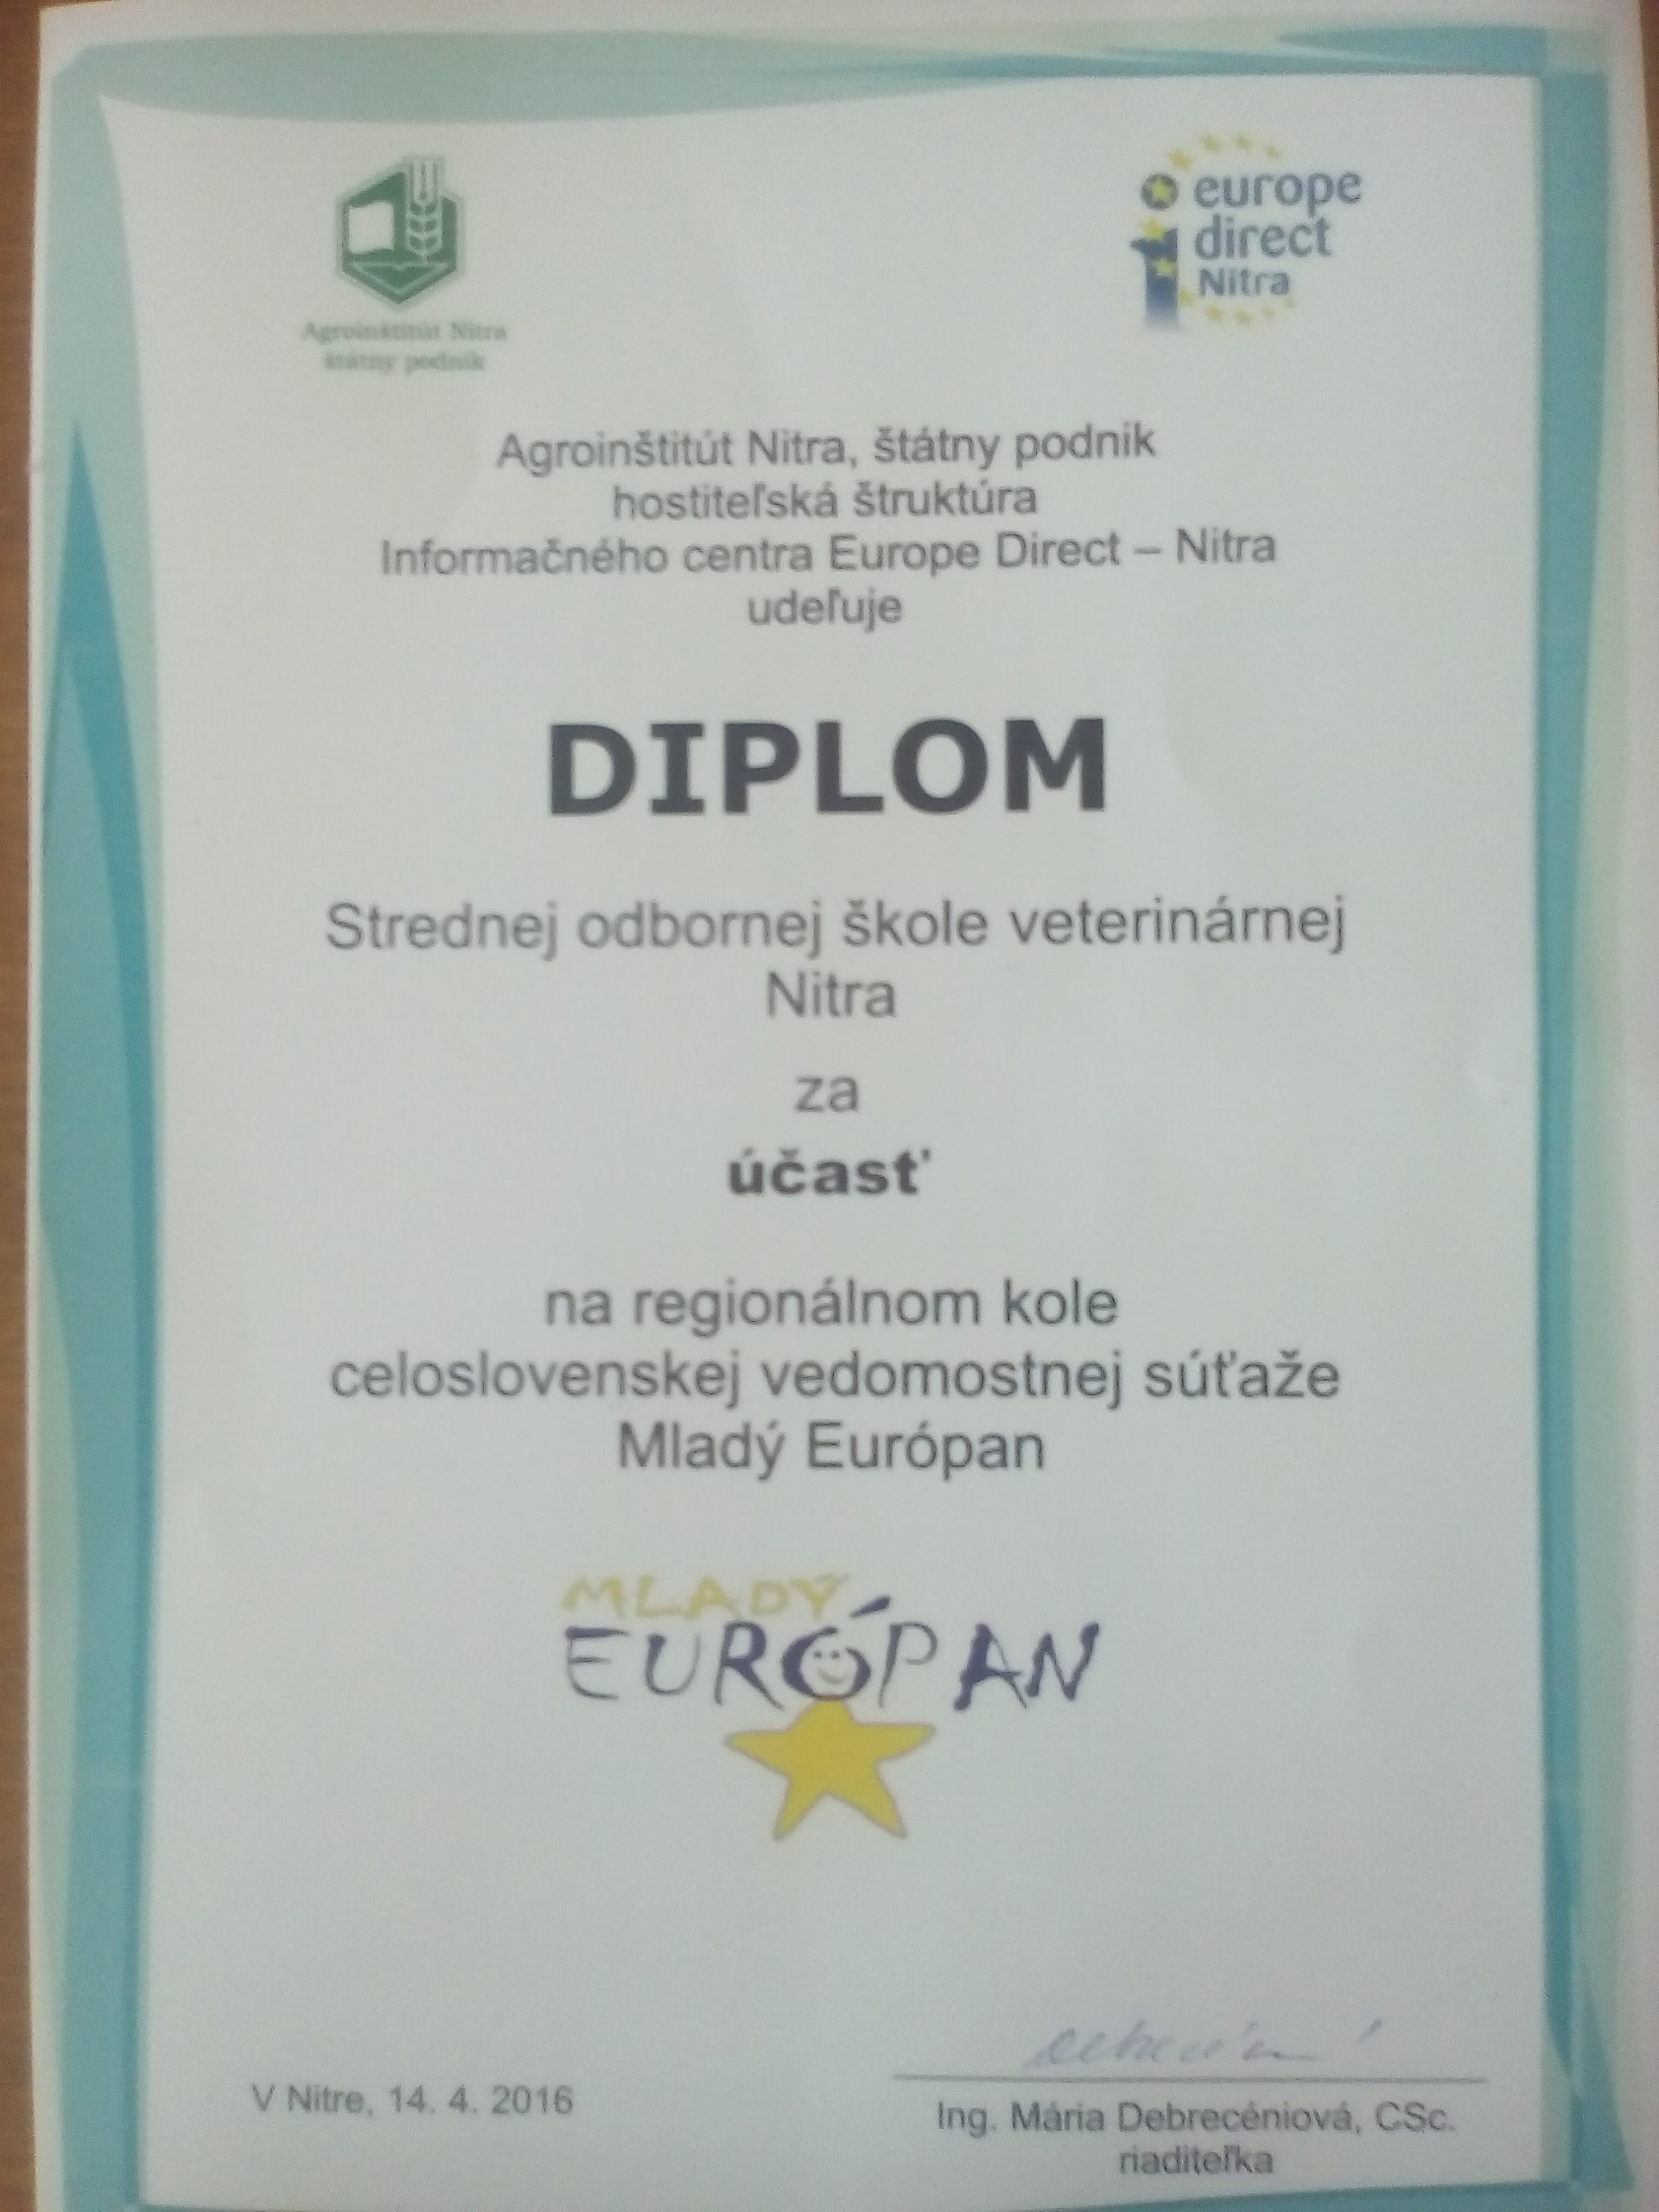 Agroinštitút Nitra
štátny podnik
europe
direct
Nitra
Agroinštitút Nitra, štátny podnik
hostiteľská štruktúra
Informačného centra Europe Direct – Nitra
udeľuje
DIPLOM
Strednej odbornej škole veterinárnej
Nitra
za
účasť
na regionálnom kole
celoslovenskej vedomostnej súťaže
Mladý Európan
MLADÝ
EURÓPAN
V Nitre, 14. 4. 2016
Ing. Mária Debrecéniová, CSc.
riaditeľka